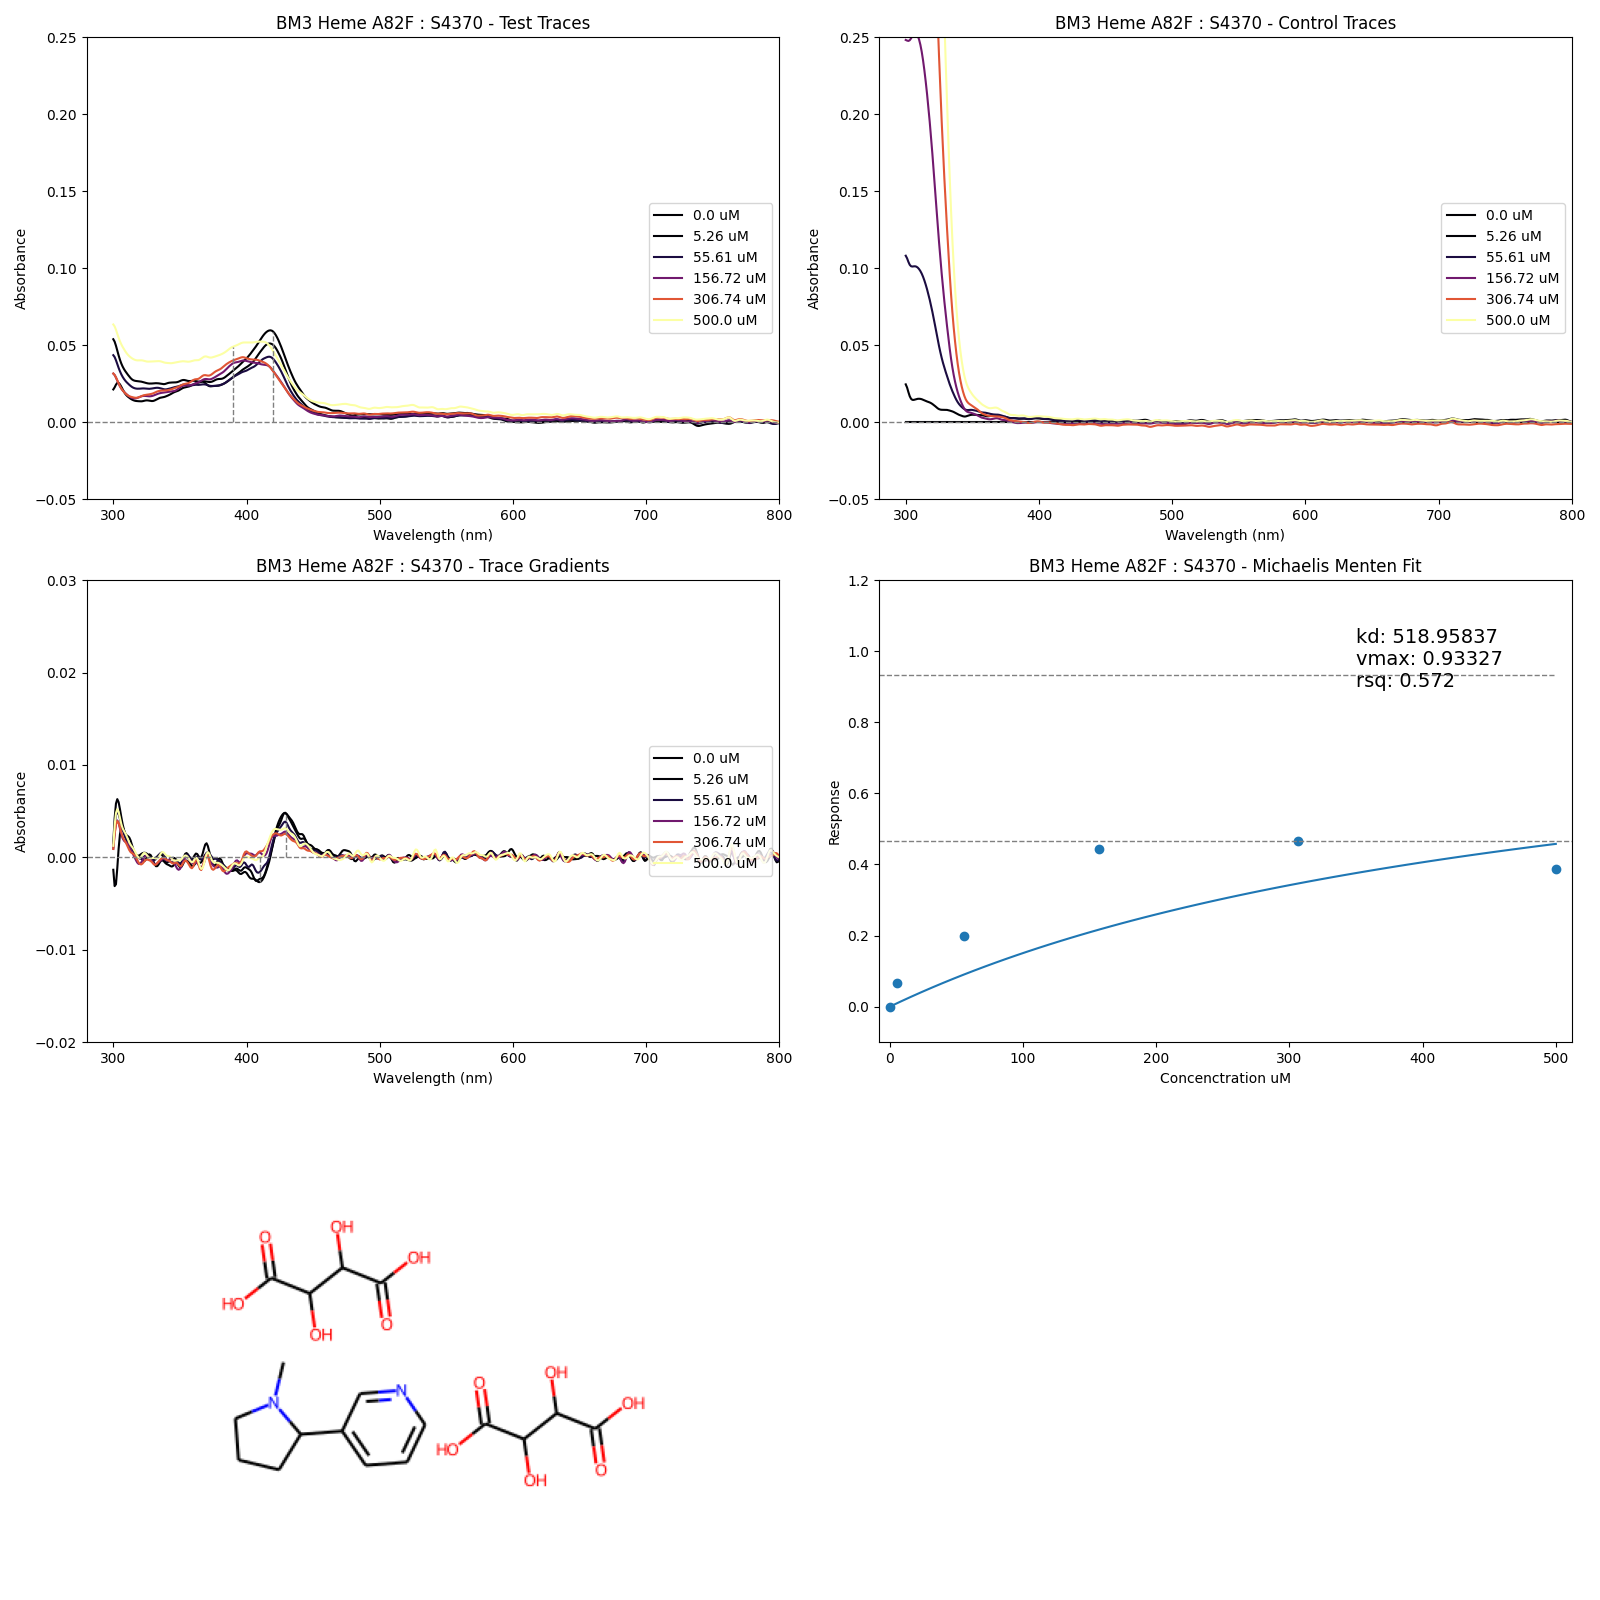 BM3 Heme A82F : S4370 - Test Traces
0.25
0.20
0.15
0.10
0.05
0.00
−0.05
Absorbance
300 400 500 600 700 800
Wavelength (nm)
0.0 uM
5.26 uM
55.61 uM
156.72 uM
306.74 uM
500.0 uM
BM3 Heme A82F : S4370 - Control Traces
0.25
0.20
0.15
0.10
0.05
0.00
−0.05
Absorbance
300 400 500 600 700 800
Wavelength (nm)
0.0 uM
5.26 uM
55.61 uM
156.72 uM
306.74 uM
500.0 uM
BM3 Heme A82F : S4370 - Trace Gradients
0.03
0.02
0.01
0.00
−0.01
−0.02
Absorbance
300 400 500 600 700 800
Wavelength (nm)
0.0 uM
5.26 uM
55.61 uM
156.72 uM
306.74 uM
500.0 uM
BM3 Heme A82F : S4370 - Michaelis Menten Fit
1.2
1.0
0.8
0.6
0.4
0.2
0.0
Response
0 100 200 300 400 500
Concenctration uM
kd: 518.95837
vmax: 0.93327
rsq: 0.572
OH
O
OH
HO
O
OH
N
N
OH
O
OH
HO
O
OH